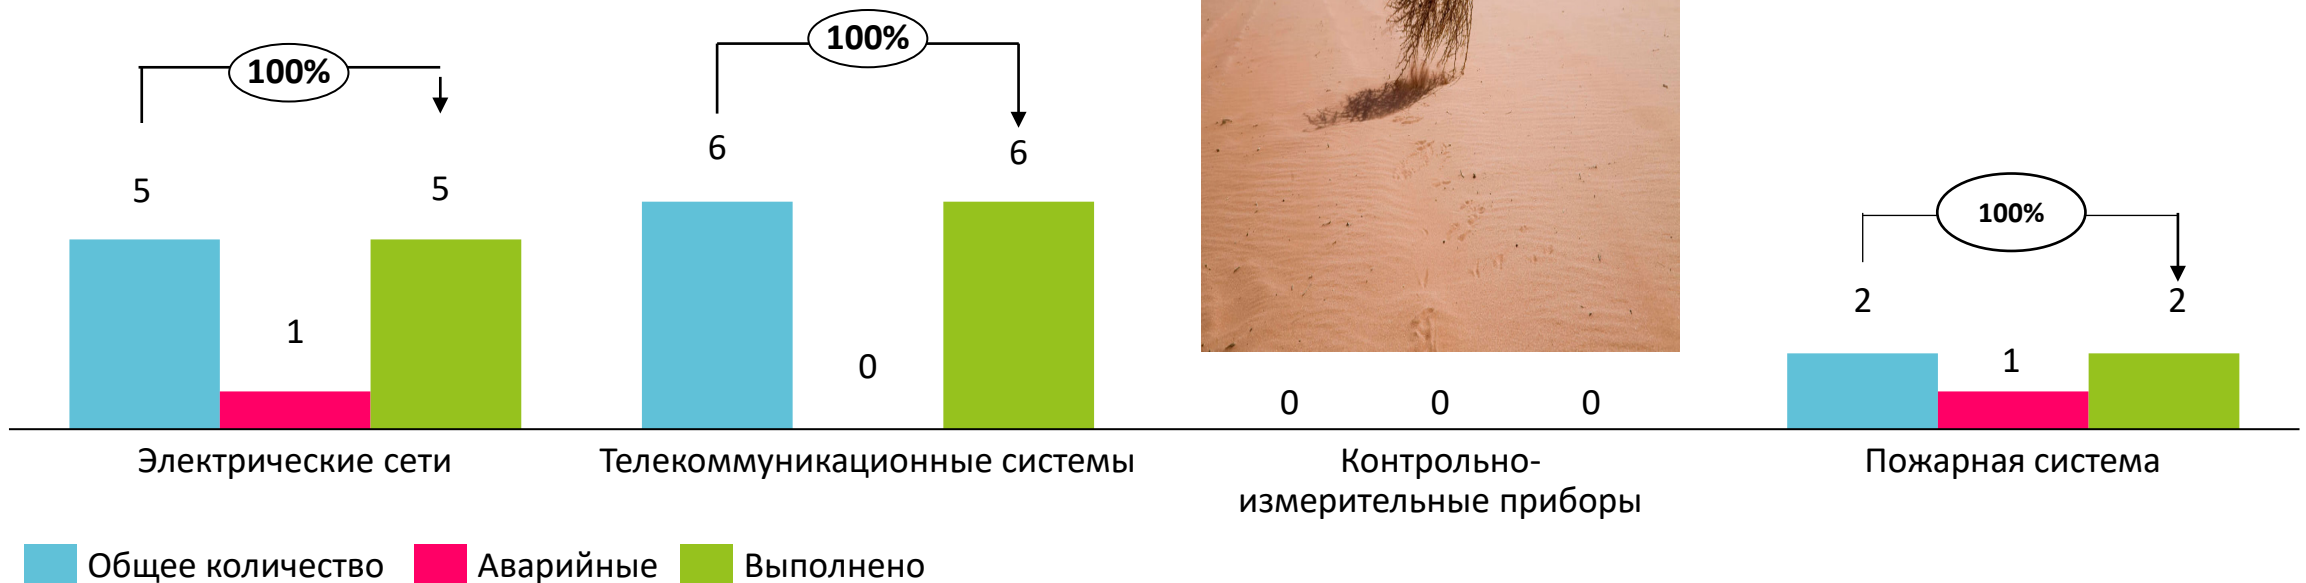 100%
100%
100%
5
1
5
6
0
6
0
0
0
2
1
2
Электрические сети
Телекоммуникационные системы
Контрольно-
измерительные приборы
Пожарная система
Общее количество
Аварийные
Выполнено